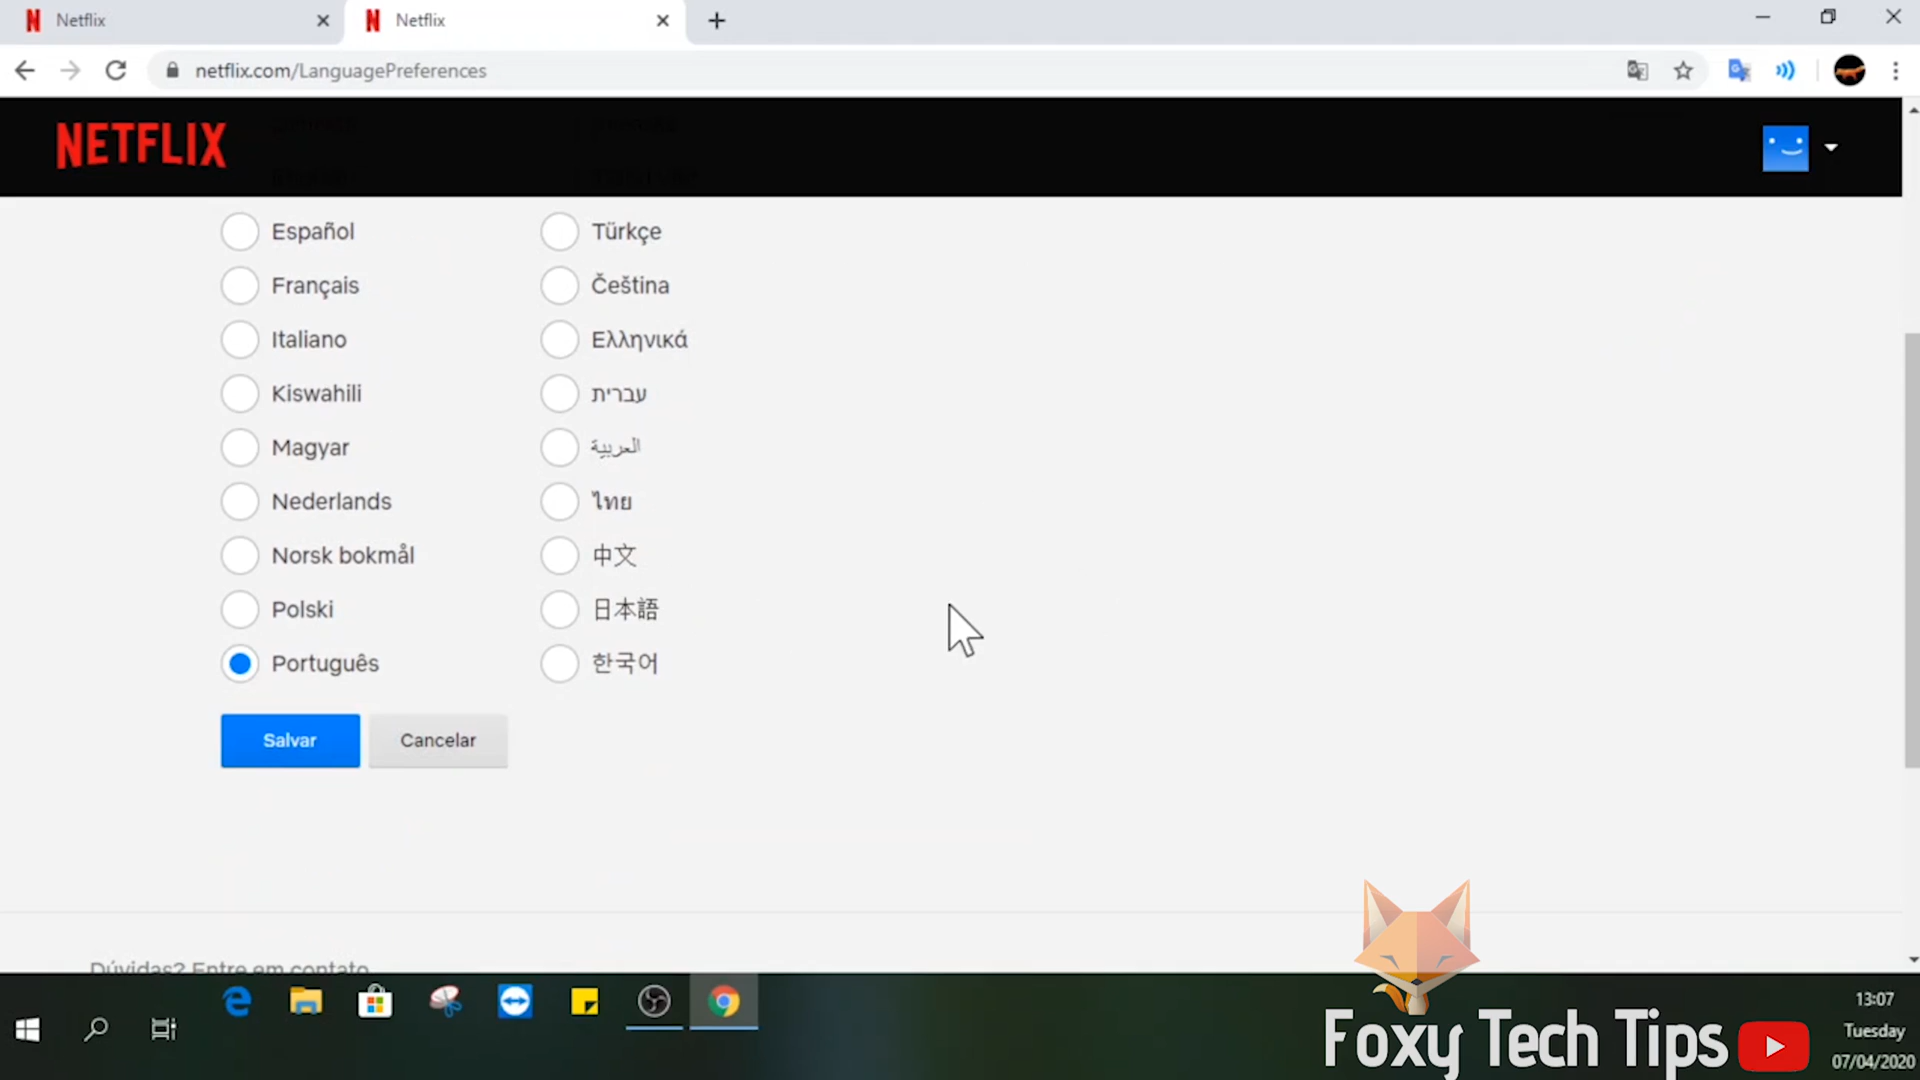 Netflix
Netflix
netflix.com/LanguagePreferences
NETFLIX
Español
Türkçe
Français
Čeština
Italiano
Ελληνικά
Kiswahili
עברית
Magyar
العربية
Nederlands
ไทย
Norsk bokmål
中文
Polski
日本語
Português
한국어
Salvar
Cancelar
Dúvidas? Entre em contato
13:07
Tuesday
07/04/2020
Foxy Tech Tips